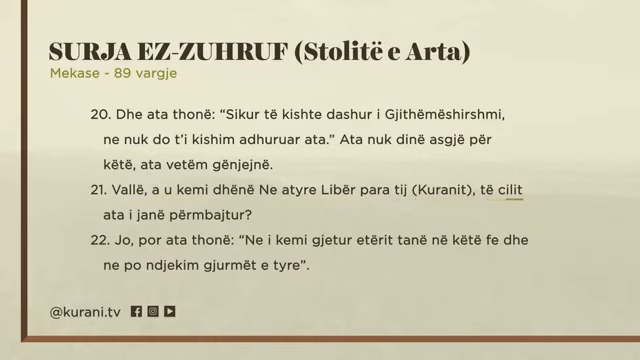 SURJA EZ-ZUHRUF (Stolitë e Arta)
Mekase - 89 vargje
20. Dhe ata thonë: “Sikur të kishte dashur i Gjithëmëshirshmi,
ne nuk do t’i kishim adhuruar ata.” Ata nuk dinë asgjë për
këtë, ata vetëm gënjejnë.
21. Vallë, a u kemi dhënë Ne atyre Libër para tij (Kuranit), të cilit
ata i janë përmbajtur?
22. Jo, por ata thonë: “Ne i kemi gjetur etërit tanë në këtë fe dhe
ne po ndjekim gjurmët e tyre”.
@kurani.tv